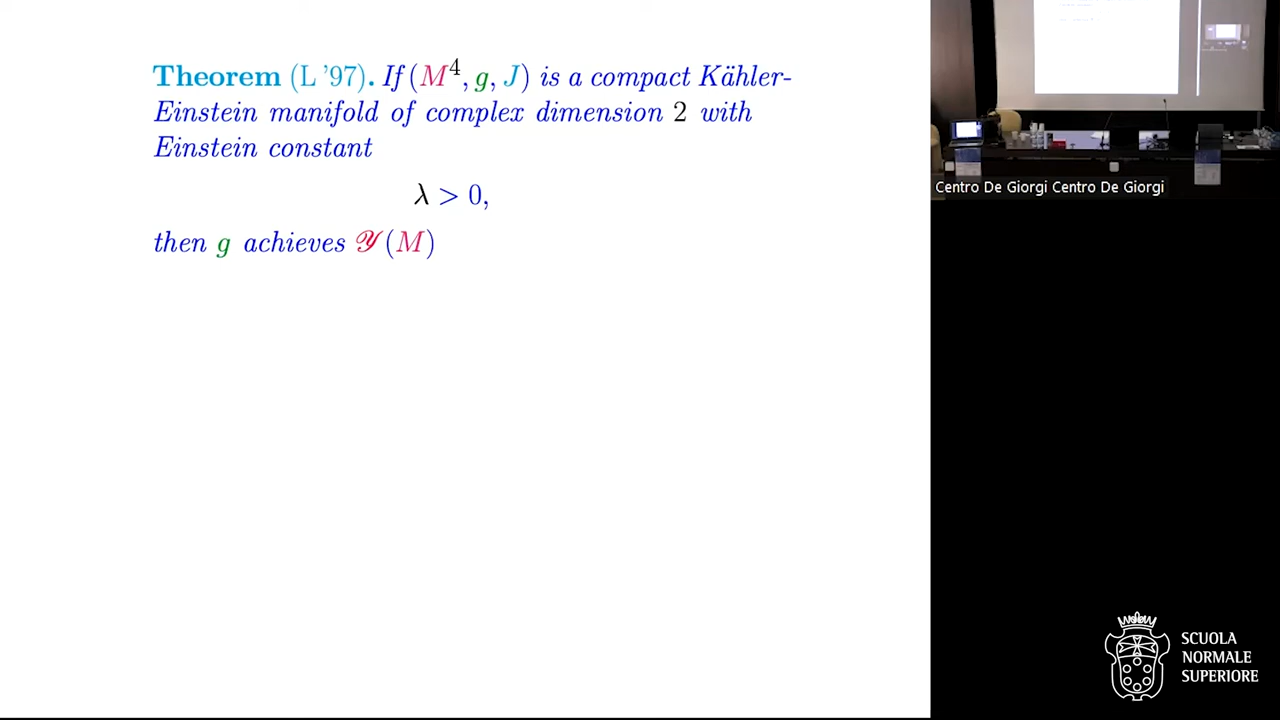 Theorem (L ’97). If (M⁴, g, J) is a compact Kähler-
Einstein manifold of complex dimension 2 with
Einstein constant
λ > 0,
then g achieves 𝒴(M)
Centro De Giorgi Centro De Giorgi
SCUOLA
NORMALE
SUPERIORE